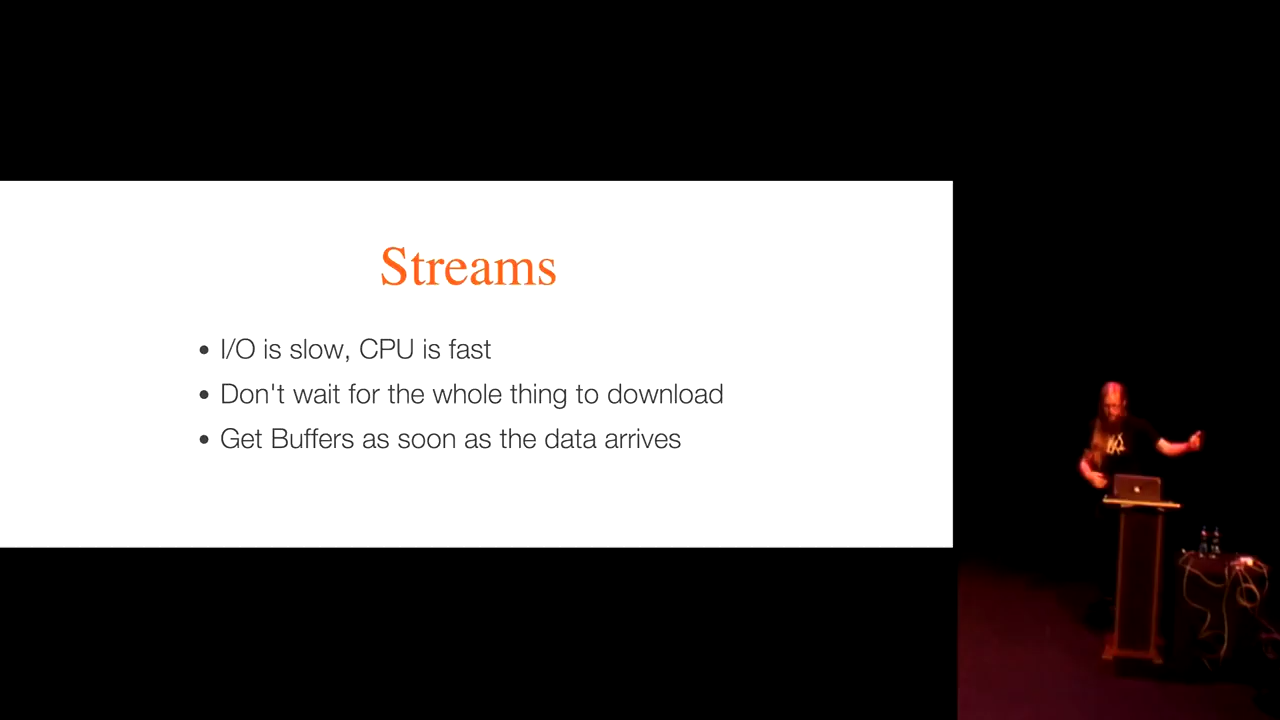 Streams
• I/O is slow, CPU is fast
• Don't wait for the whole thing to download
• Get Buffers as soon as the data arrives